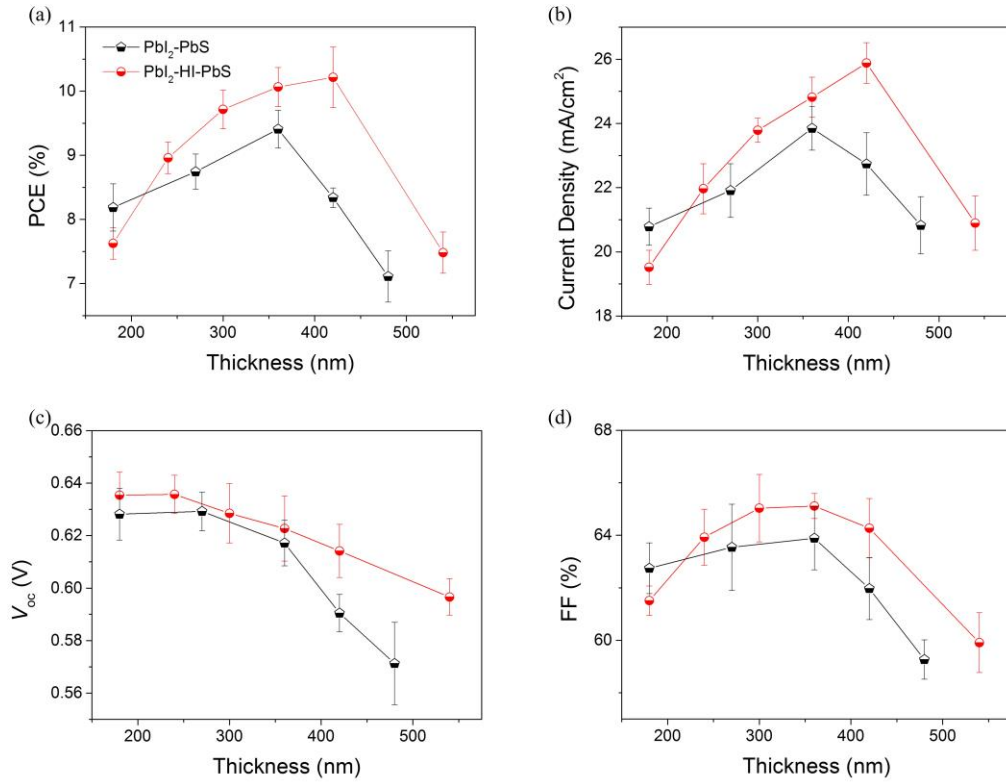 (a)
11
10
9
8
7
PCE (%)
PbI₂-PbS
PbI₂-HI-PbS
200 300 400 500
Thickness (nm)
(b)
26
24
22
20
18
Current Density (mA/cm²)
200 300 400 500
Thickness (nm)
(c)
0.66
0.64
0.62
0.60
0.58
0.56
Voc (V)
200 300 400 500
Thickness (nm)
(d)
68
64
60
FF (%)
200 300 400 500
Thickness (nm)